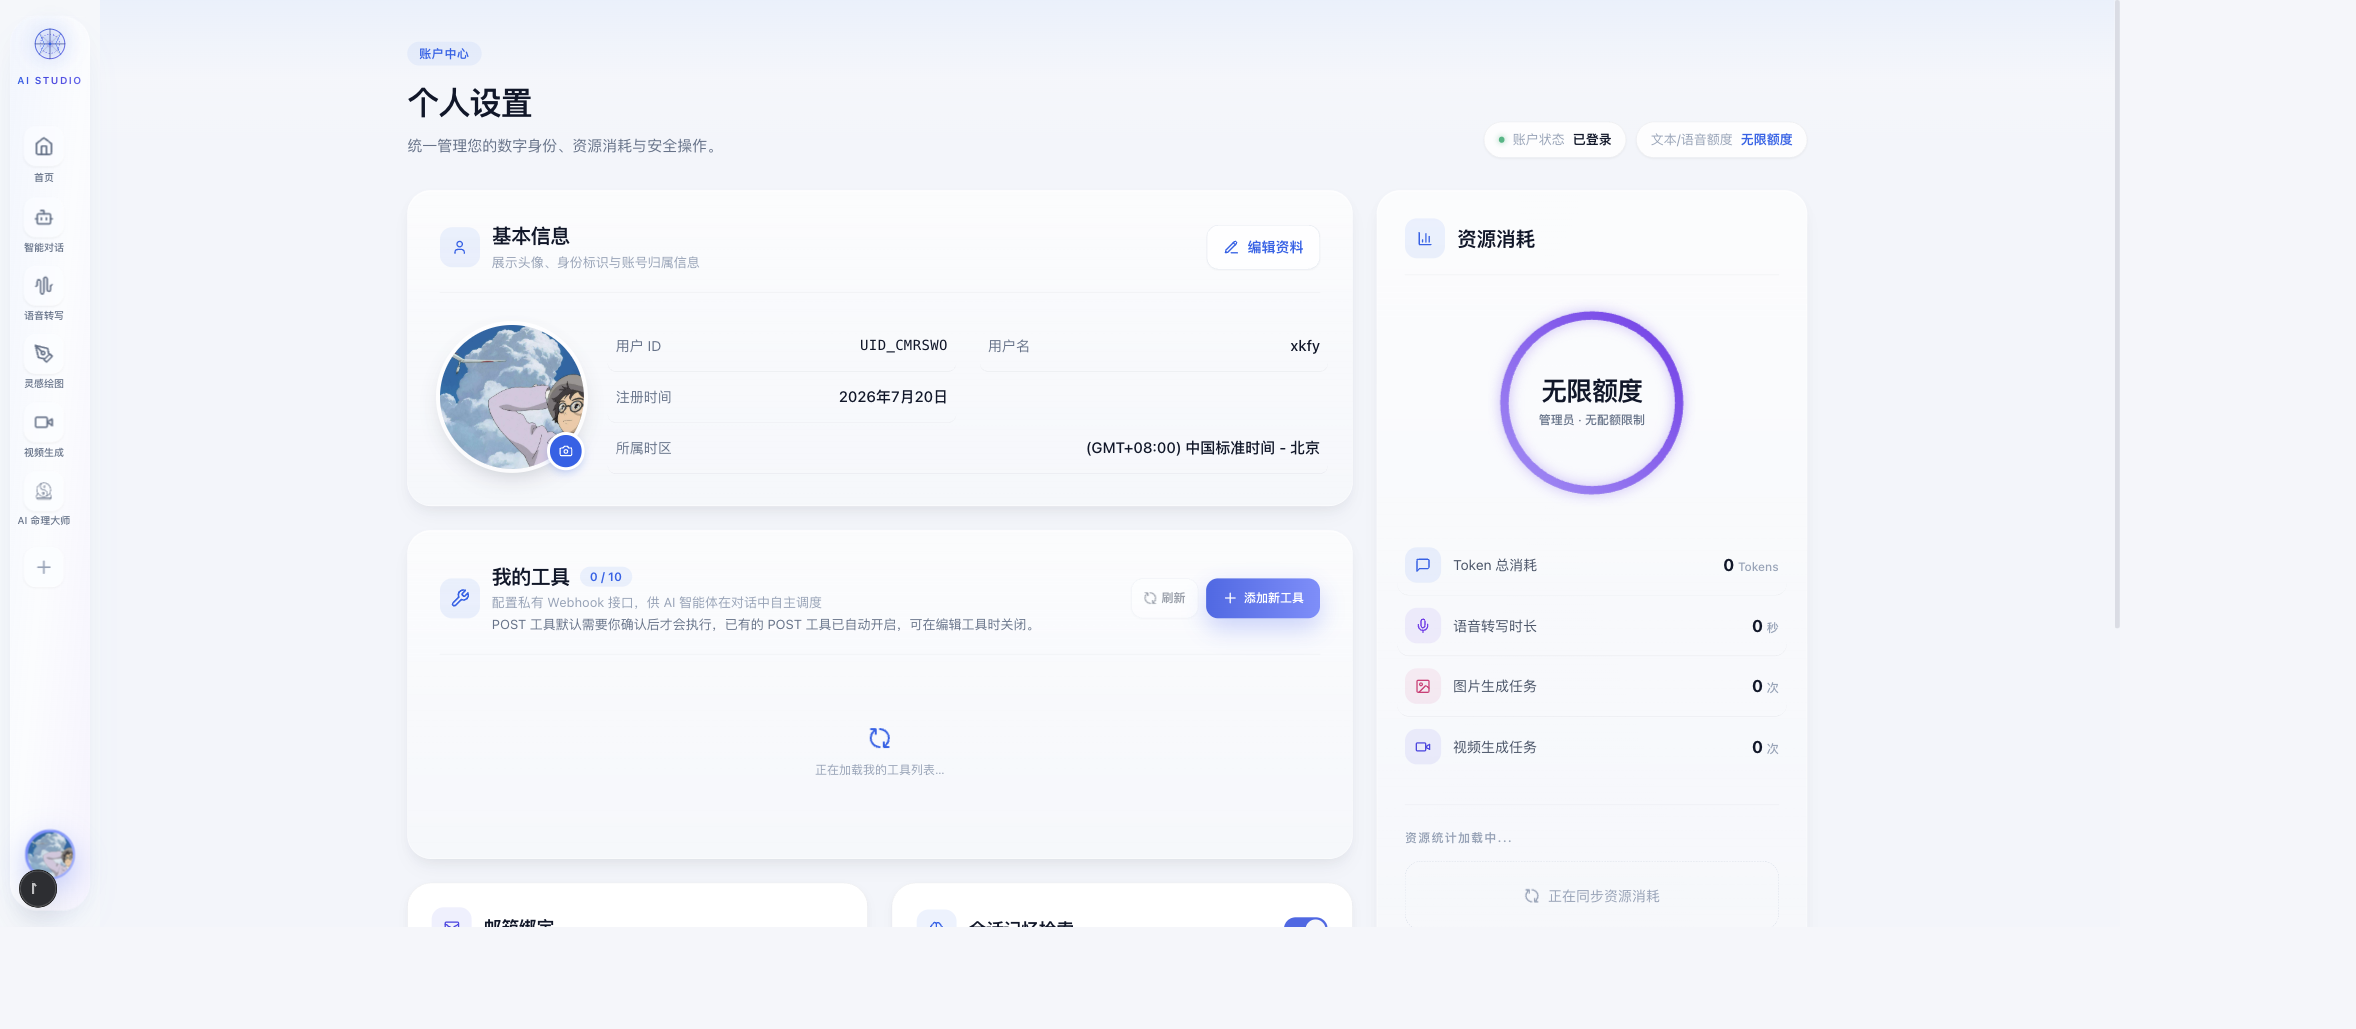 AI STUDIO
首页
智能对话
语音转写
灵感绘图
视频生成
AI 命理大师
账户中心
个人设置
统一管理您的数字身份、资源消耗与安全操作。
账户状态 已登录
文本/语音额度 无限额度
基本信息
展示头像、身份标识与账号归属信息
编辑资料
用户 ID UID_CMRSWO
用户名 xkfy
注册时间 2026年7月20日
所属时区 (GMT+08:00) 中国标准时间 - 北京
我的工具 0 / 10
配置私有 Webhook 接口，供 AI 智能体在对话中自主调度
POST 工具默认需要你确认后才会执行，已有的 POST 工具已自动开启，可在编辑工具时关闭。
刷新
添加新工具
正在加载我的工具列表...
邮箱绑定
会话记忆检索
资源消耗
无限额度
管理员 · 无配额限制
Token 总消耗 0 Tokens
语音转写时长 0 秒
图片生成任务 0 次
视频生成任务 0 次
资源统计加载中...
正在同步资源消耗